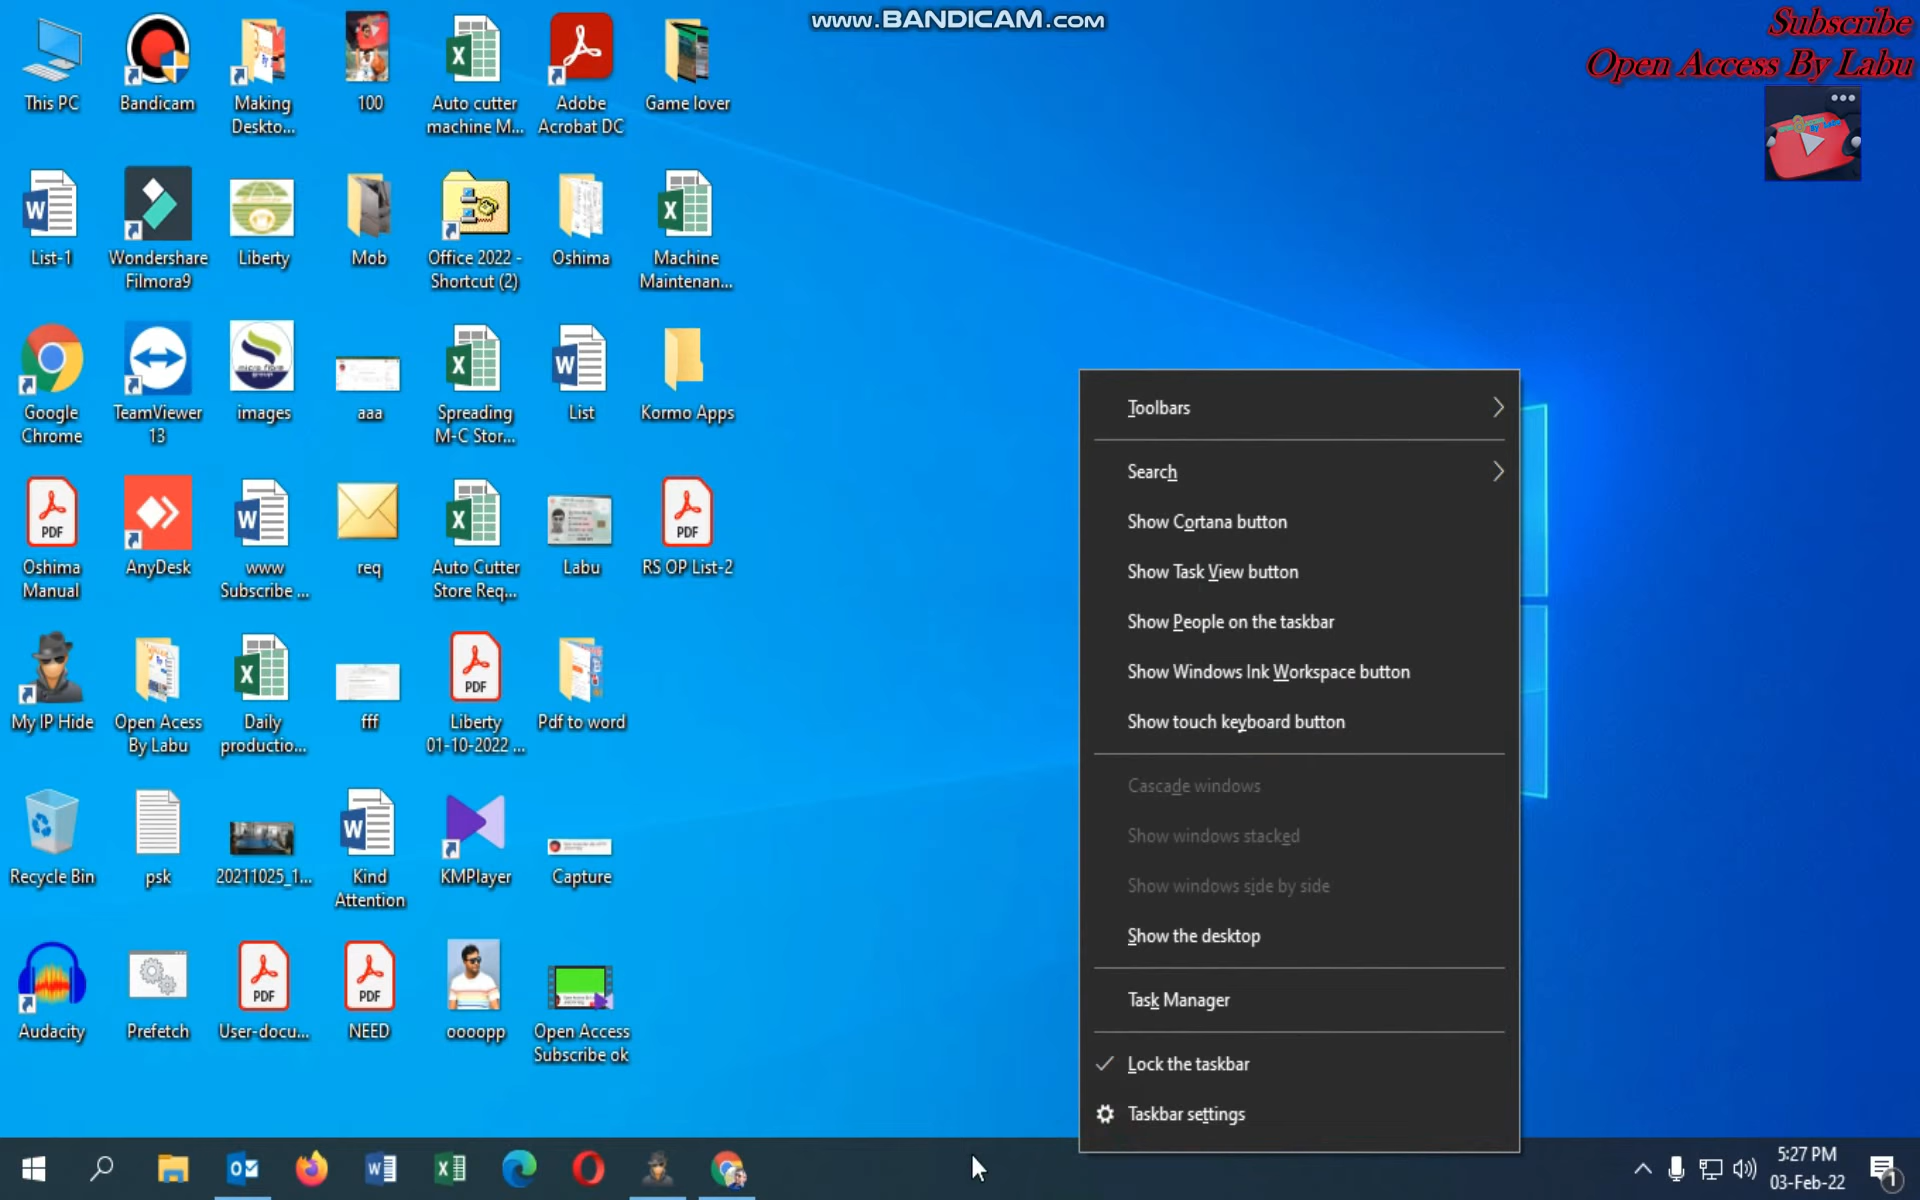 www.BANDICAM.com
Subscribe
Open Access By Labu
This PC
Bandicam
Making
Deskto...
100
Auto cutter
machine M...
Adobe
Acrobat DC
Game lover
List-1
Wondershare
Filmora9
Liberty
Mob
Office 2022 -
Shortcut (2)
Oshima
Machine
Maintenan...
Google
Chrome
TeamViewer
13
images
aaa
Spreading
M-C Stor...
List
Kormo Apps
Oshima
Manual
AnyDesk
www
Subscribe ...
req
Auto Cutter
Store Req...
Labu
RS OP List-2
My IP Hide
Open Acess
By Labu
Daily
productio...
fff
Liberty
01-10-2022 ...
Pdf to word
Recycle Bin
psk
20211025_1...
Kind
Attention
KMPlayer
Capture
Audacity
Prefetch
User-docu...
NEED
oooopp
Open Access
Subscribe ok
PDF
PDF
PDF
PDF
PDF
Toolbars
Search
Show Cortana button
Show Task View button
Show People on the taskbar
Show Windows Ink Workspace button
Show touch keyboard button
Cascade windows
Show windows stacked
Show windows side by side
Show the desktop
Task Manager
Lock the taskbar
Taskbar settings
5:27 PM
03-Feb-22
1